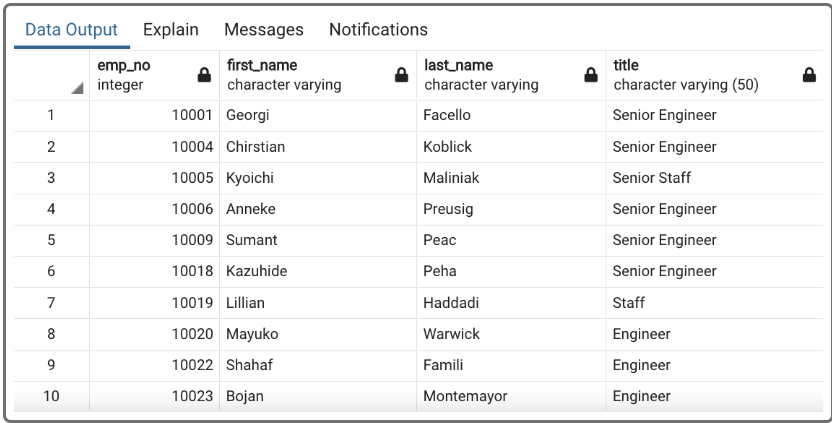 Data Output Explain Messages Notifications
emp_no first_name last_name title
integer character varying character varying character varying (50)
1 10001 Georgi Facello Senior Engineer
2 10004 Chirstian Koblick Senior Engineer
3 10005 Kyoichi Maliniak Senior Staff
4 10006 Anneke Preusig Senior Engineer
5 10009 Sumant Peac Senior Engineer
6 10018 Kazuhide Peha Senior Engineer
7 10019 Lillian Haddadi Staff
8 10020 Mayuko Warwick Engineer
9 10022 Shahaf Famili Engineer
10 10023 Bojan Montemayor Engineer